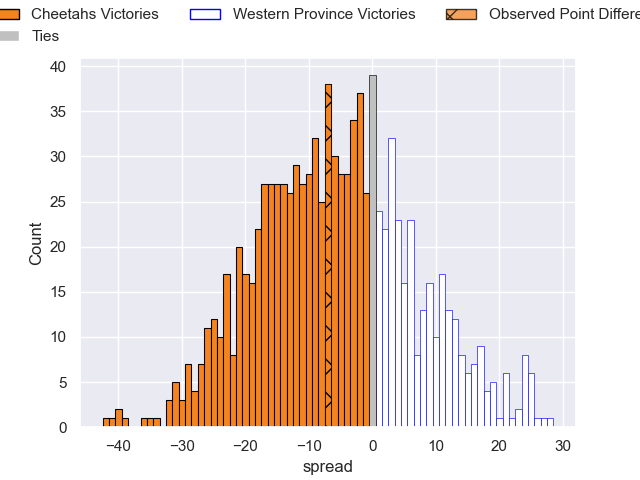 Cheetahs Victories
Western Province Victories
Observed Point
Ties
40
35
30
25
20
15
10
5
0
Count
−40
−30
−20
−10
0
10
20
30
spread